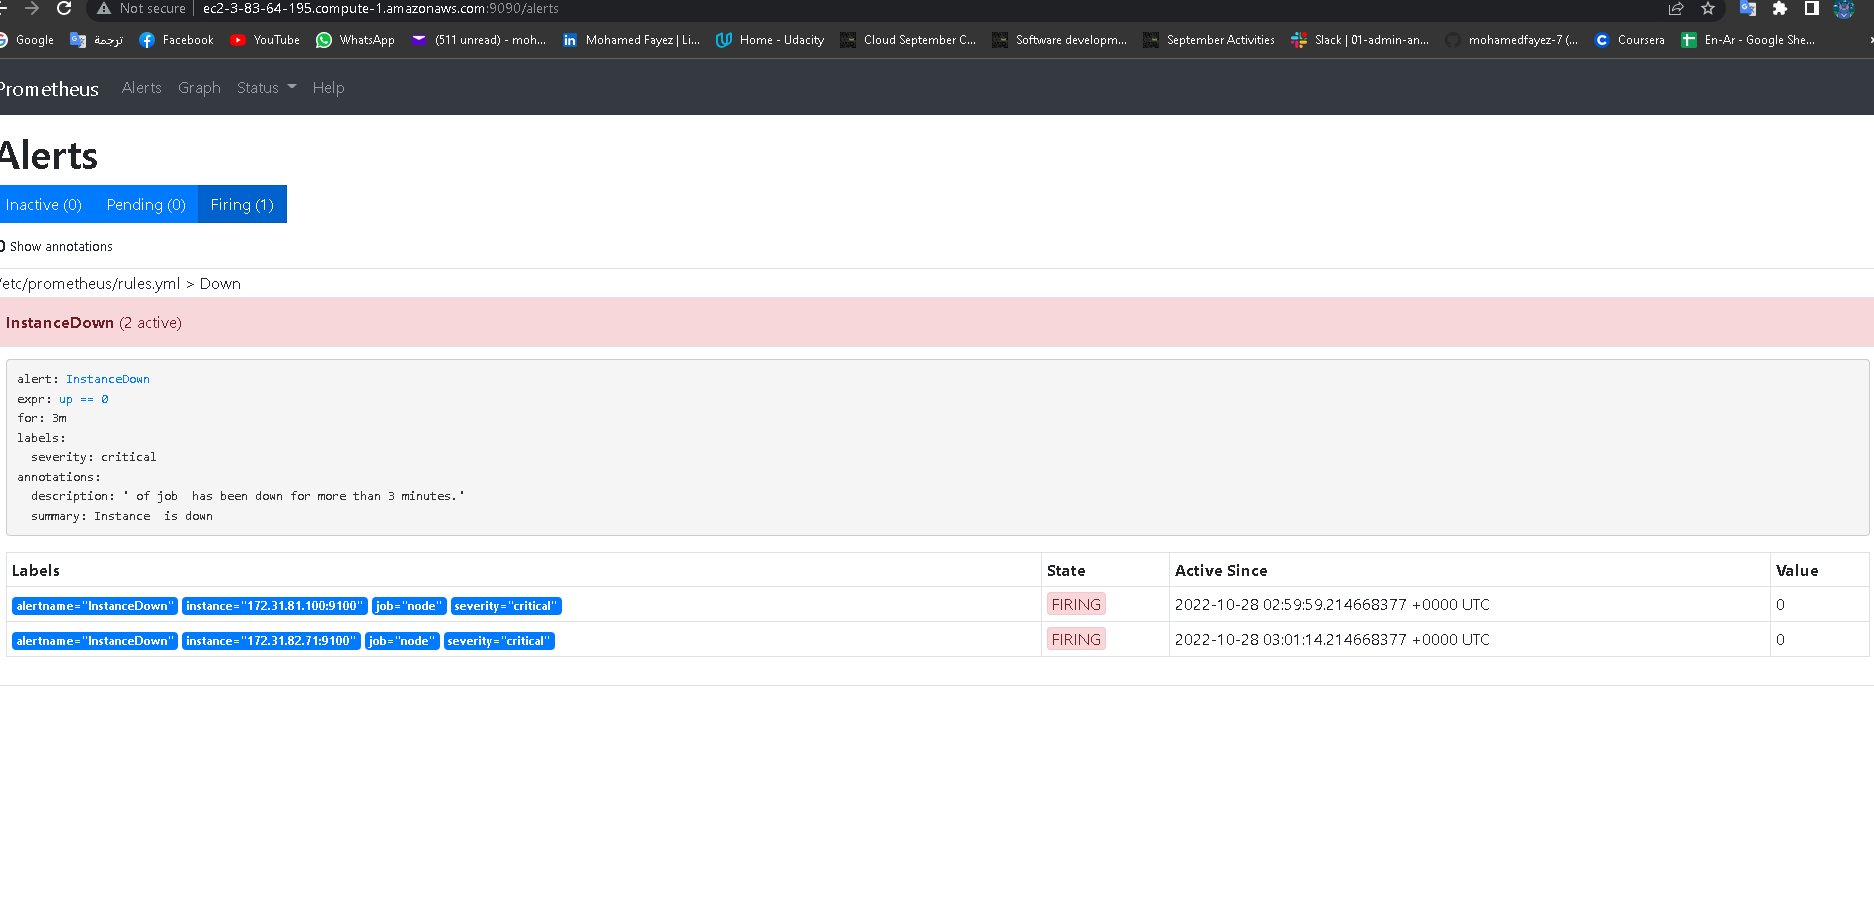 Not secure | ec2-3-83-64-195.compute-1.amazonaws.com:9090/alerts
Google ترجمة Facebook YouTube WhatsApp (511 unread) - moh... Mohamed Fayez | Li... Home - Udacity Cloud September C... Software developm... September Activities Slack | 01-admin-an... mohamedfayez-7 (... Coursera En-Ar - Google She...
Prometheus Alerts Graph Status Help
Alerts
Inactive (0) Pending (0) Firing (1)
Show annotations
/etc/prometheus/rules.yml > Down
InstanceDown (2 active)
alert: InstanceDown
expr: up == 0
for: 3m
labels:
severity: critical
annotations:
description: ' of job  has been down for more than 3 minutes.'
summary: Instance  is down
Labels State Active Since Value
alertname="InstanceDown" instance="172.31.81.100:9100" job="node" severity="critical" FIRING 2022-10-28 02:59:59.214668377 +0000 UTC 0
alertname="InstanceDown" instance="172.31.82.71:9100" job="node" severity="critical" FIRING 2022-10-28 03:01:14.214668377 +0000 UTC 0